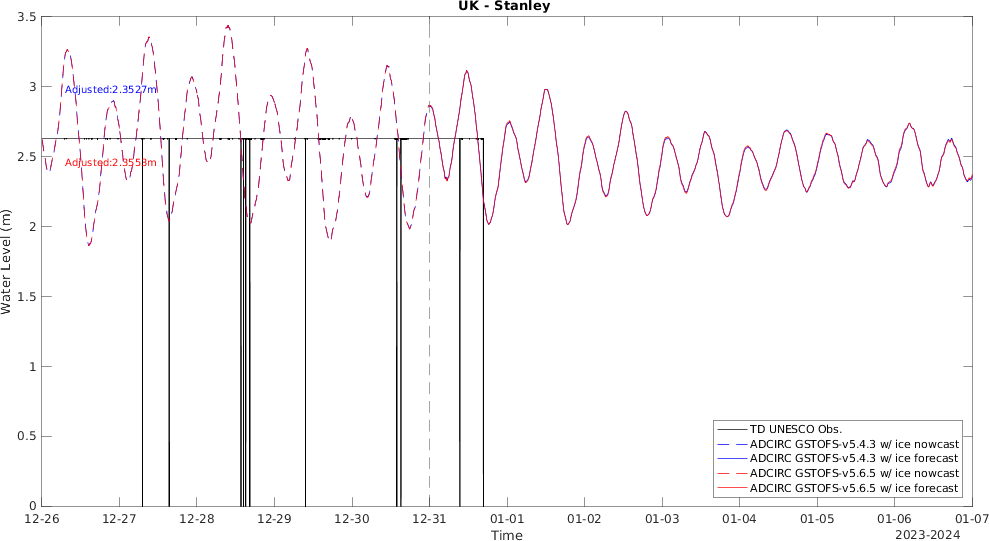 UK - Stanley
3.5
3
2.5
2
1.5
1
0.5
0
Water Level (m)
Adjusted:2.3527m
Adjusted:2.3553m
TD UNESCO Obs.
ADCIRC GSTOFS-v5.4.3 w/ ice nowcast
ADCIRC GSTOFS-v5.4.3 w/ ice forecast
ADCIRC GSTOFS-v5.6.5 w/ ice nowcast
ADCIRC GSTOFS-v5.6.5 w/ ice forecast
12-26 12-27 12-28 12-29 12-30 12-31 01-01 01-02 01-03 01-04 01-05 01-06 01-07
Time
2023-2024